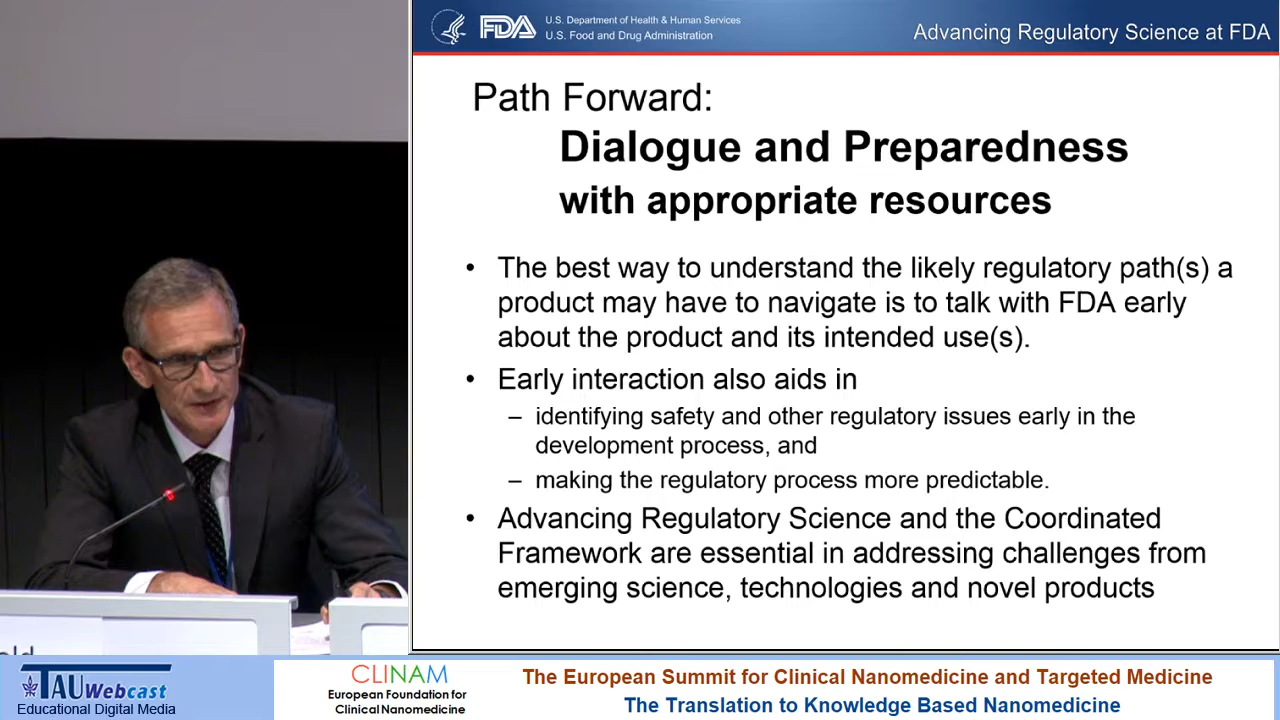 FDA
U.S. Department of Health & Human Services
U.S. Food and Drug Administration
Advancing Regulatory Science at FDA
Path Forward:
Dialogue and Preparedness
with appropriate resources
• The best way to understand the likely regulatory path(s) a
product may have to navigate is to talk with FDA early
about the product and its intended use(s).
• Early interaction also aids in
– identifying safety and other regulatory issues early in the
development process, and
– making the regulatory process more predictable.
• Advancing Regulatory Science and the Coordinated
Framework are essential in addressing challenges from
emerging science, technologies and novel products
TAU Webcast
Educational Digital Media
CLINAM
European Foundation for
Clinical Nanomedicine
The European Summit for Clinical Nanomedicine and Targeted Medicine
The Translation to Knowledge Based Nanomedicine